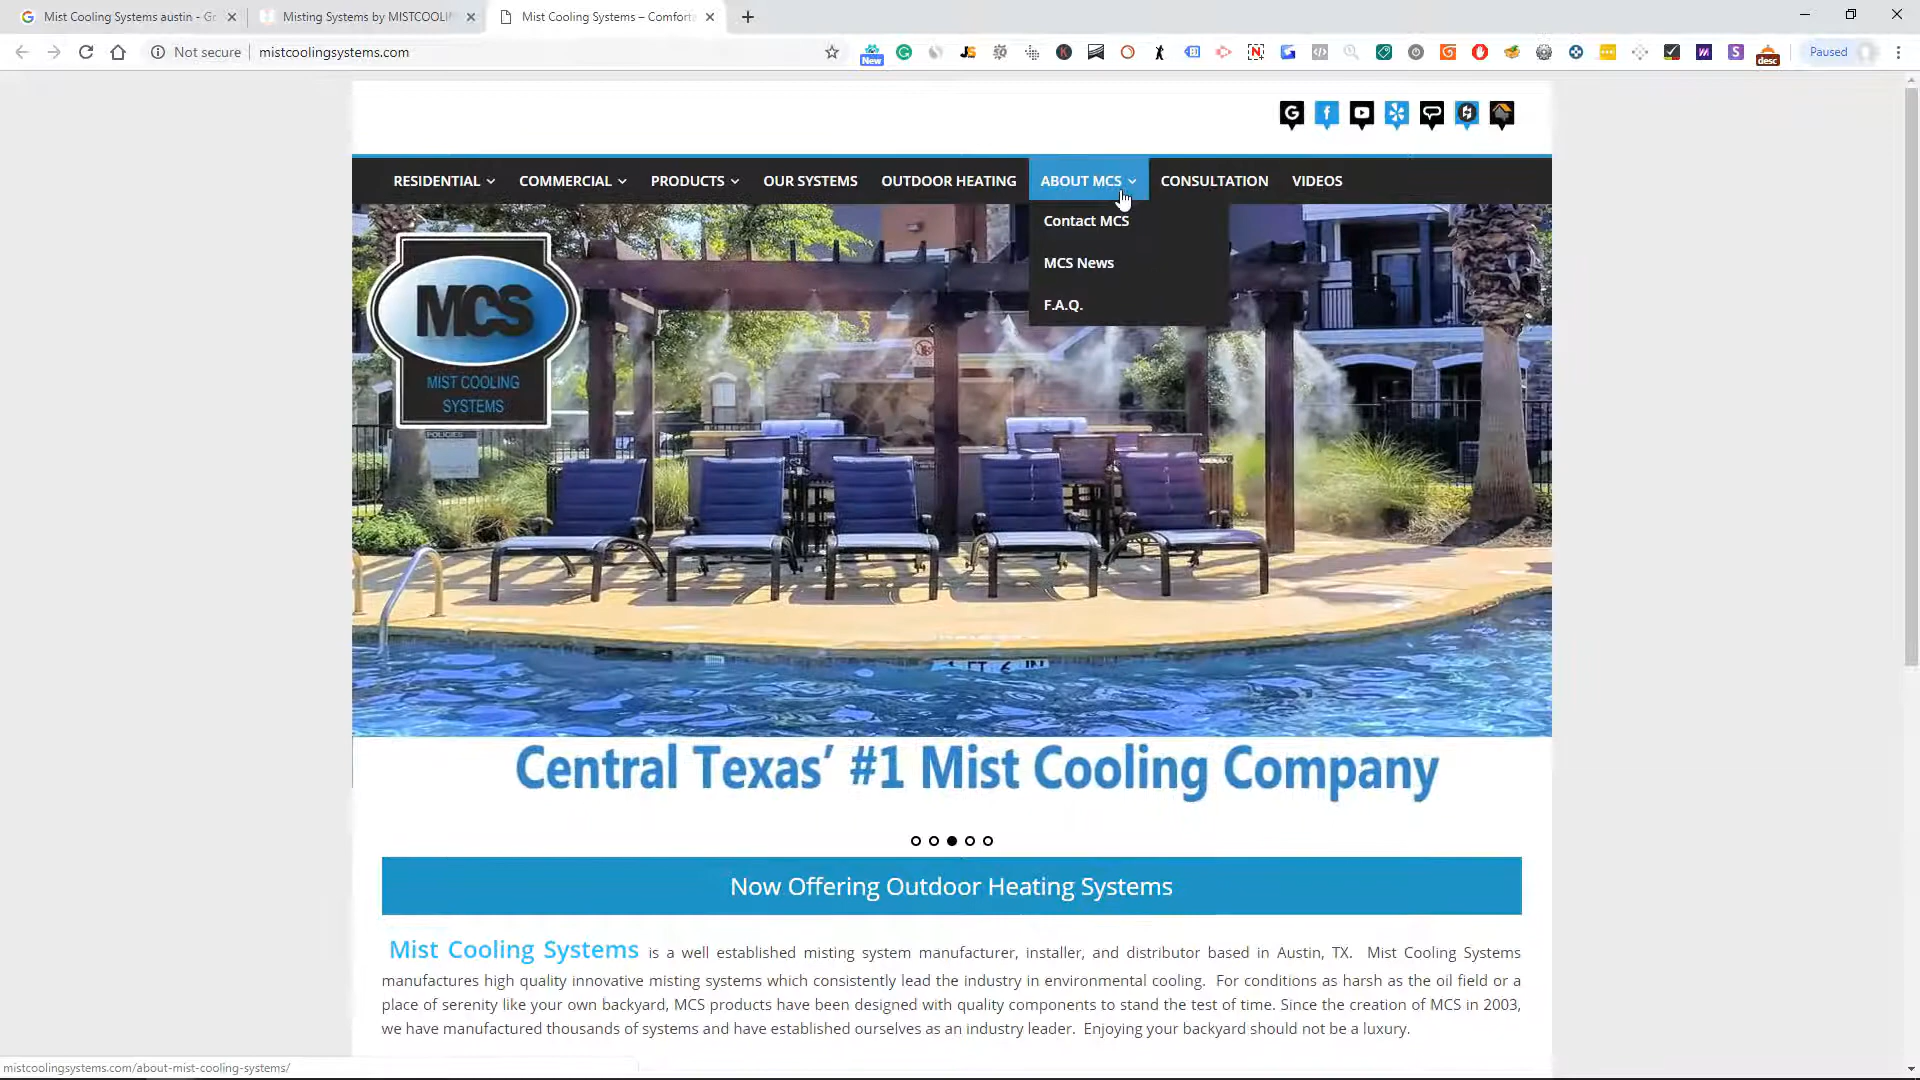 Mist Cooling Systems austin - Go
Misting Systems by MISTCOOLIN
Mist Cooling Systems – Comforta
Not secure
mistcoolingsystems.com
New
desc
Paused
RESIDENTIAL
COMMERCIAL
PRODUCTS
OUR SYSTEMS
OUTDOOR HEATING
ABOUT MCS
CONSULTATION
VIDEOS
Contact MCS
MCS News
F.A.Q.
MCS
MIST COOLING
SYSTEMS
POLICIES
Central Texas’ #1 Mist Cooling Company
Now Offering Outdoor Heating Systems
Mist Cooling Systems is a well established misting system manufacturer, installer, and distributor based in Austin, TX. Mist Cooling Systems
manufactures high quality innovative misting systems which consistently lead the industry in environmental cooling. For conditions as harsh as the oil field or a
place of serenity like your own backyard, MCS products have been designed with quality components to stand the test of time. Since the creation of MCS in 2003,
we have manufactured thousands of systems and have established ourselves as an industry leader. Enjoying your backyard should not be a luxury.
mistcoolingsystems.com/about-mist-cooling-systems/